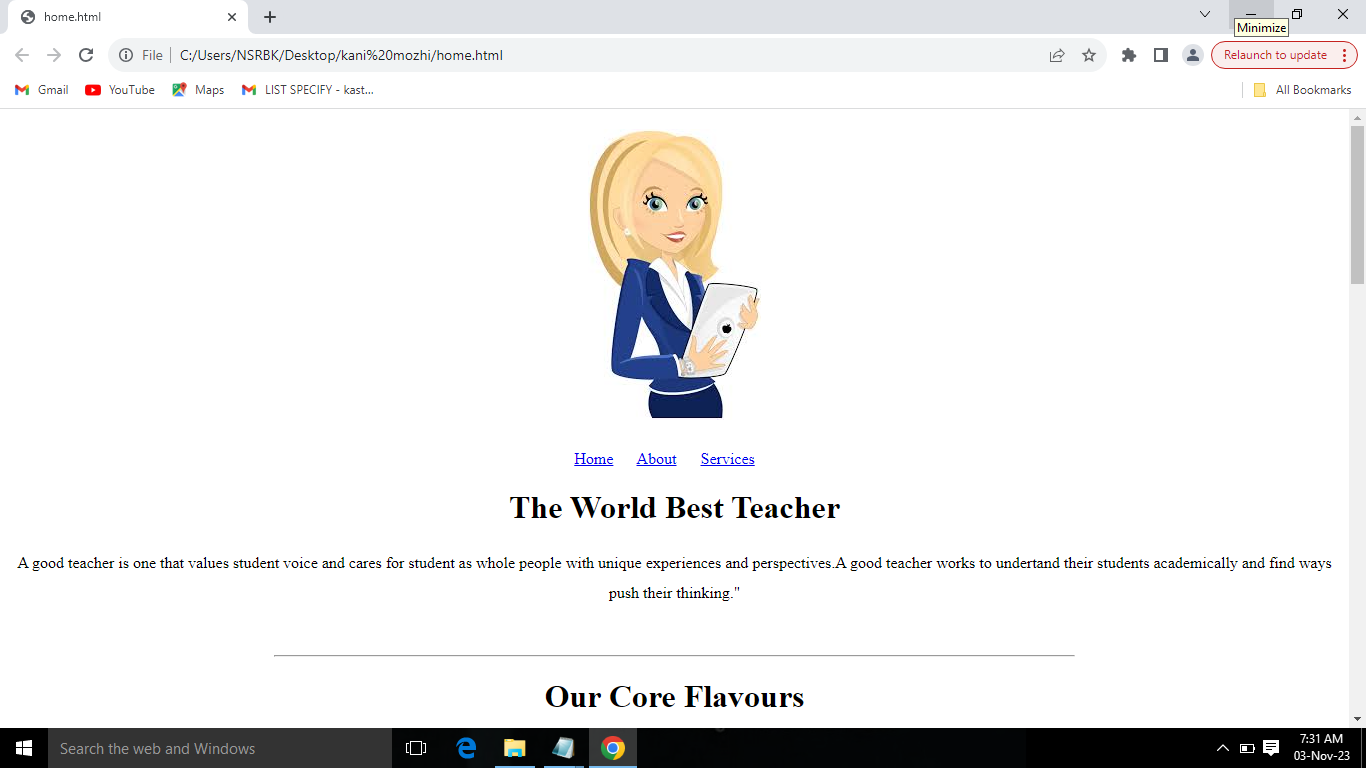 home.html
Minimize
File C:/Users/NSRBK/Desktop/kani%20mozhi/home.html Relaunch to update
Gmail YouTube Maps LIST SPECIFY - kast... All Bookmarks
Home About Services
The World Best Teacher
A good teacher is one that values student voice and cares for student as whole people with unique experiences and perspectives.A good teacher works to undertand their students academically and find ways
push their thinking."
Our Core Flavours
Search the web and Windows 7:31 AM
03-Nov-23